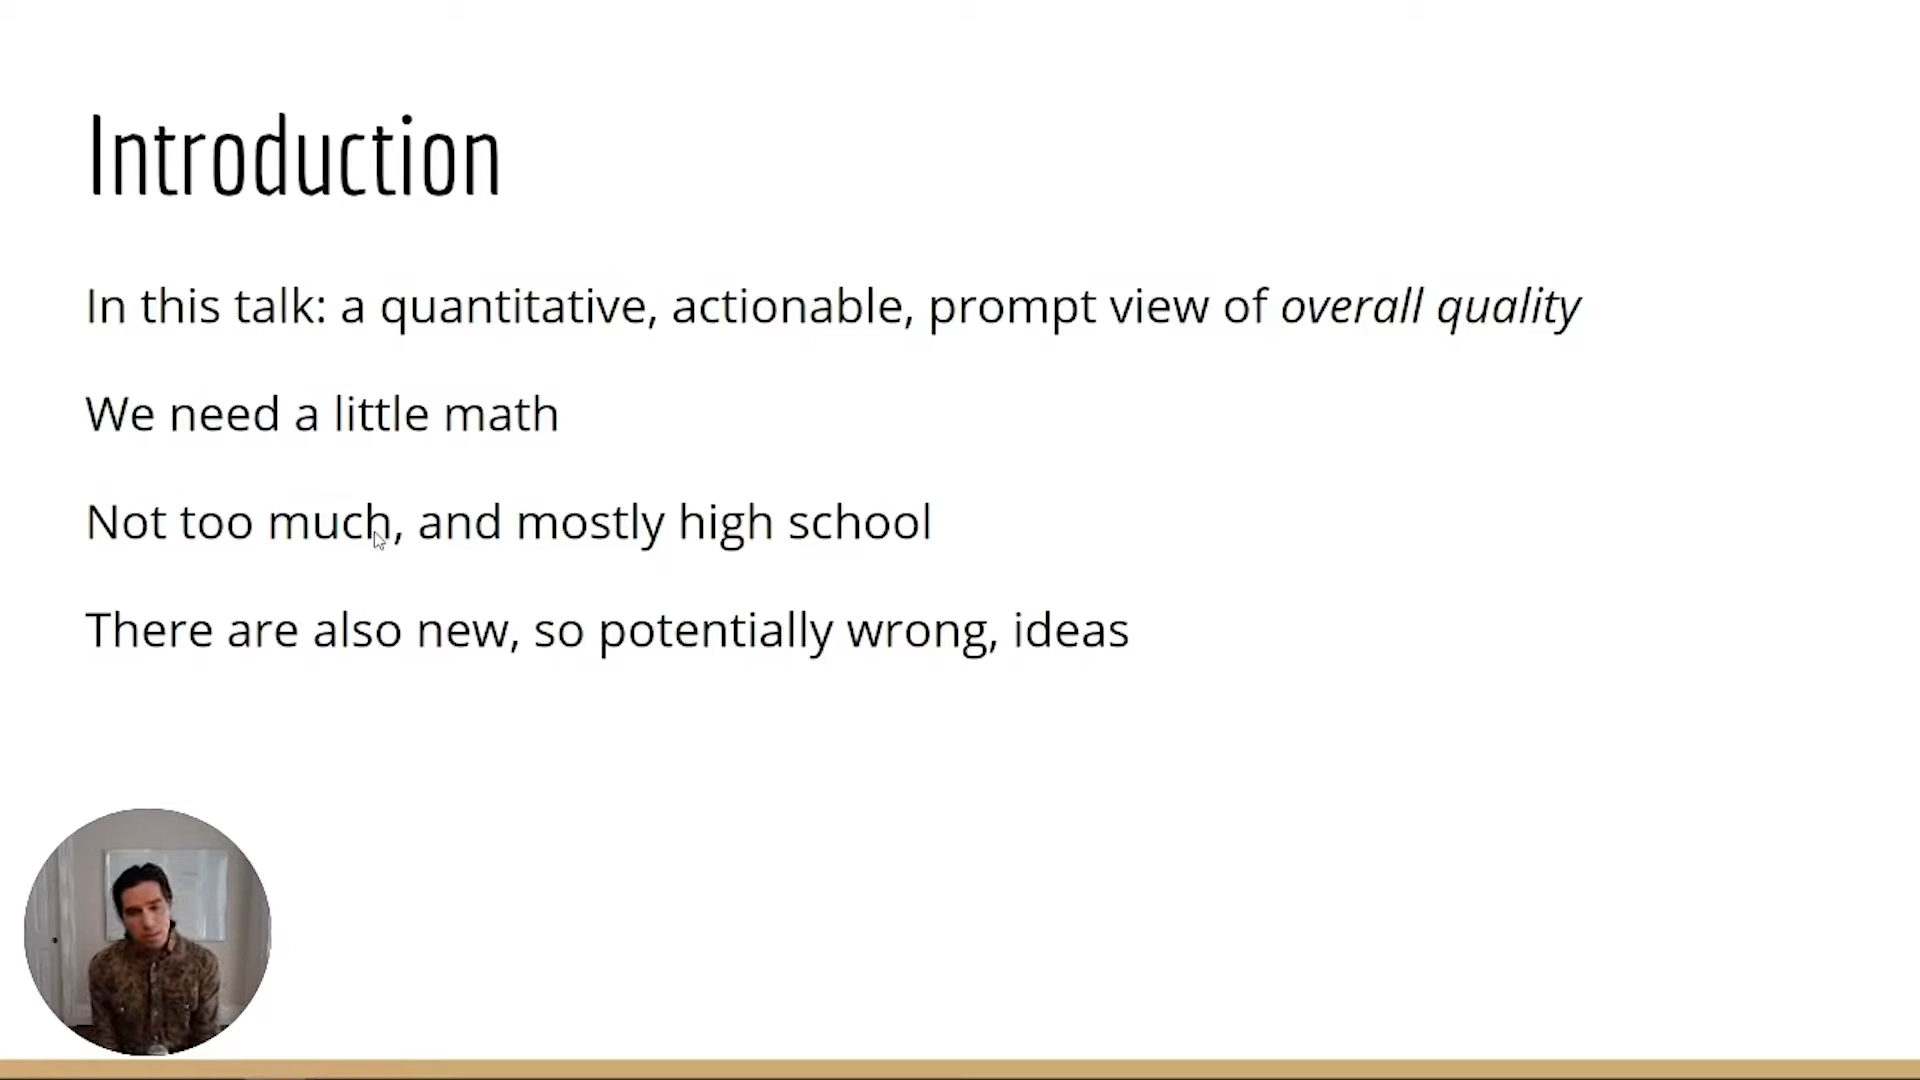 Introduction
In this talk: a quantitative, actionable, prompt view of overall quality
We need a little math
Not too much, and mostly high school
There are also new, so potentially wrong, ideas